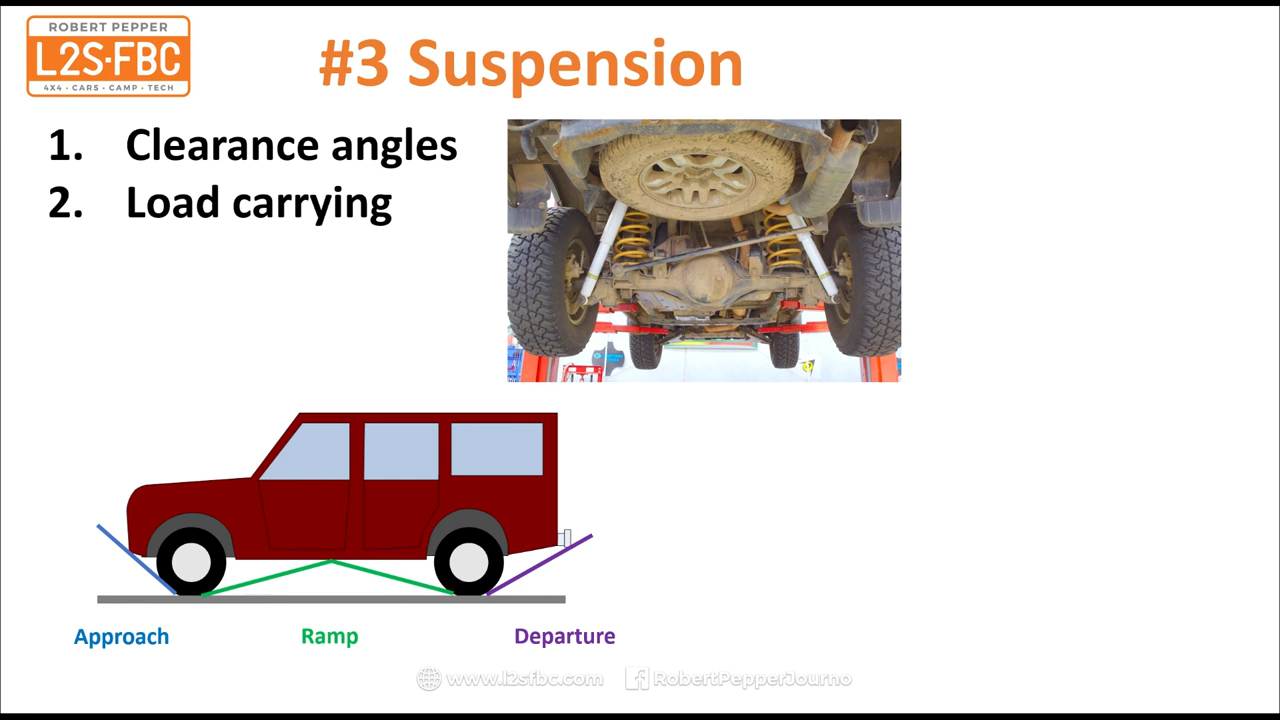 ROBERT PEPPER
L2S·FBC
4X4 · CARS · CAMP · TECH
#3 Suspension
1. Clearance angles
2. Load carrying
Approach
Ramp
Departure
www.l2sfbc.com
RobertPepperJourno